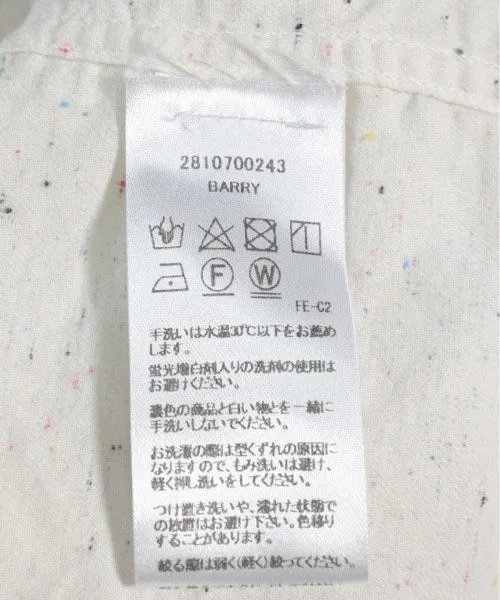 2810700243
BARRY
F W
FE-C2
手洗いは水温30℃以下をお薦め
します。
蛍光増白剤入りの洗剤の使用は
お避けください。
濃色の商品と白い物とを一緒に
手洗いしないでください。
お洗濯の際は型くずれの原因に
なりますので、もみ洗いは避け、
軽く押し洗いをしてください。
つけ置き洗いや、濡れた状態で
の放置はお避け下さい。色移り
することがあります。
絞る際は弱く(軽く)絞ってください。